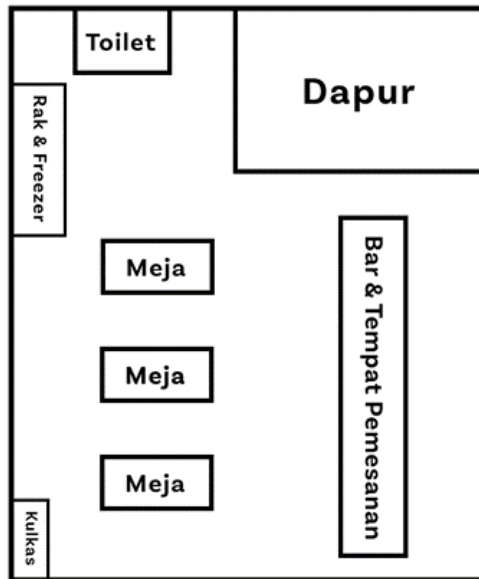 Toilet
Dapur
Rak & Freezer
Meja
Bar & Tempat Pemesanan
Meja
Meja
Kulkas